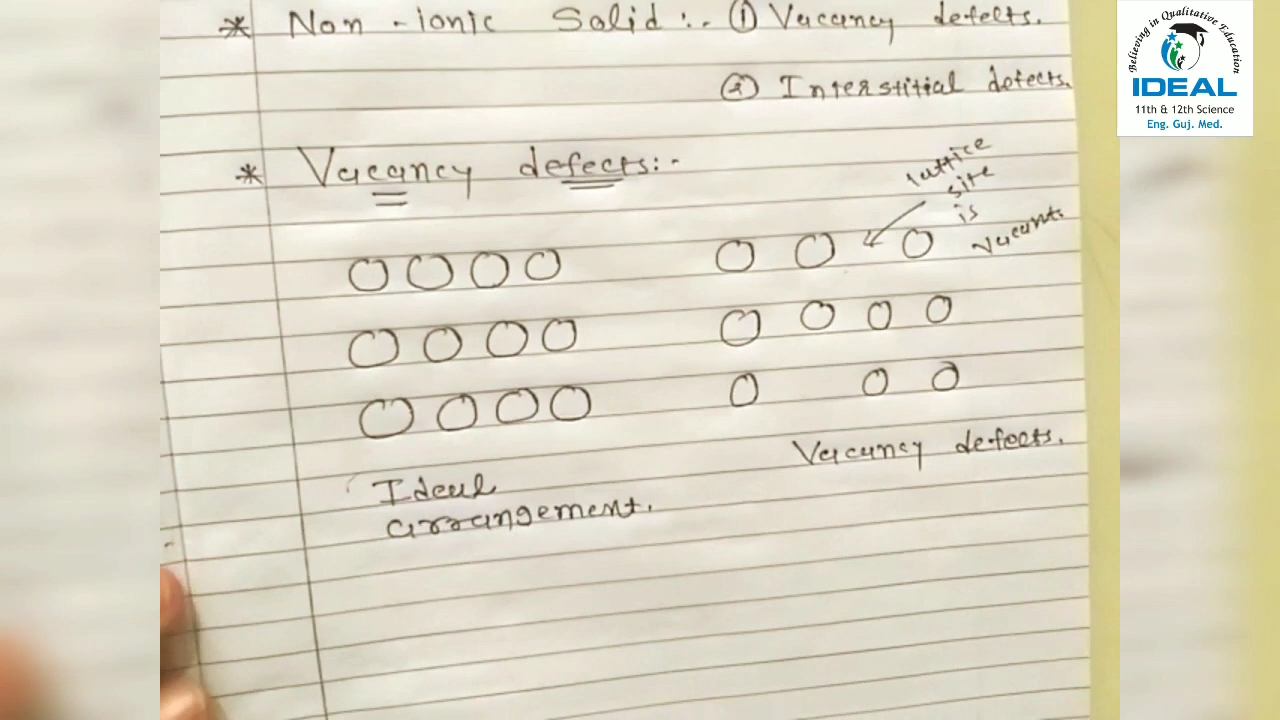 * Non-ionic Solid :- ① Vacancy defects.
② Interstitial defects.
* Vacancy defects:-
lattice
site
is
vacant.
Ideal
arrangement.
Vacancy defects.
Believing in Qualitative Education
IDEAL
11th & 12th Science
Eng. Guj. Med.